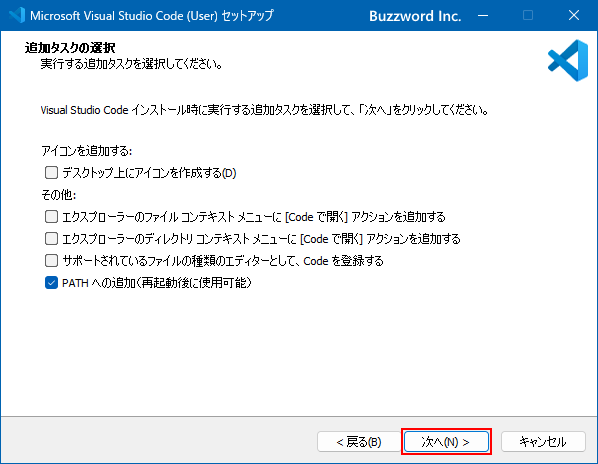 Microsoft Visual Studio Code (User) セットアップ
Buzzword Inc.
追加タスクの選択
実行する追加タスクを選択してください。
Visual Studio Code インストール時に実行する追加タスクを選択して、「次へ」をクリックしてください。
アイコンを追加する:
デスクトップ上にアイコンを作成する(D)
その他:
エクスプローラーのファイル コンテキスト メニューに [Code で開く] アクションを追加する
エクスプローラーのディレクトリ コンテキスト メニューに [Code で開く] アクションを追加する
サポートされているファイルの種類のエディターとして、Code を登録する
PATH への追加（再起動後に使用可能）
< 戻る(B)
次へ(N) >
キャンセル